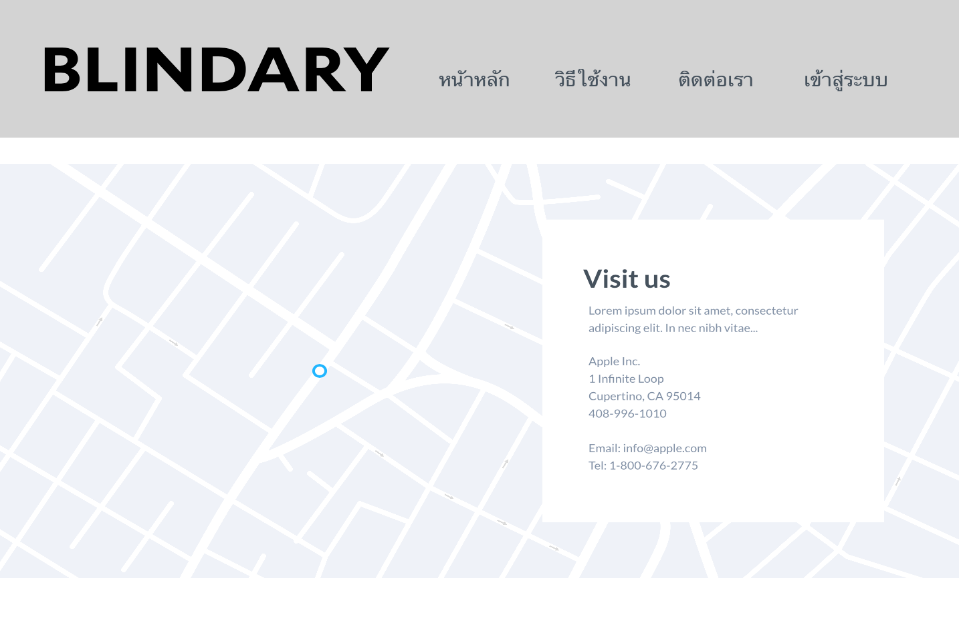 BLINDARY
หน้าหลัก วิธีใช้งาน ติดต่อเรา เข้าสู่ระบบ
Visit us
Lorem ipsum dolor sit amet, consectetur
adipiscing elit. In nec nibh vitae...
Apple Inc.
1 Infinite Loop
Cupertino, CA 95014
408-996-1010
Email: info@apple.com
Tel: 1-800-676-2775